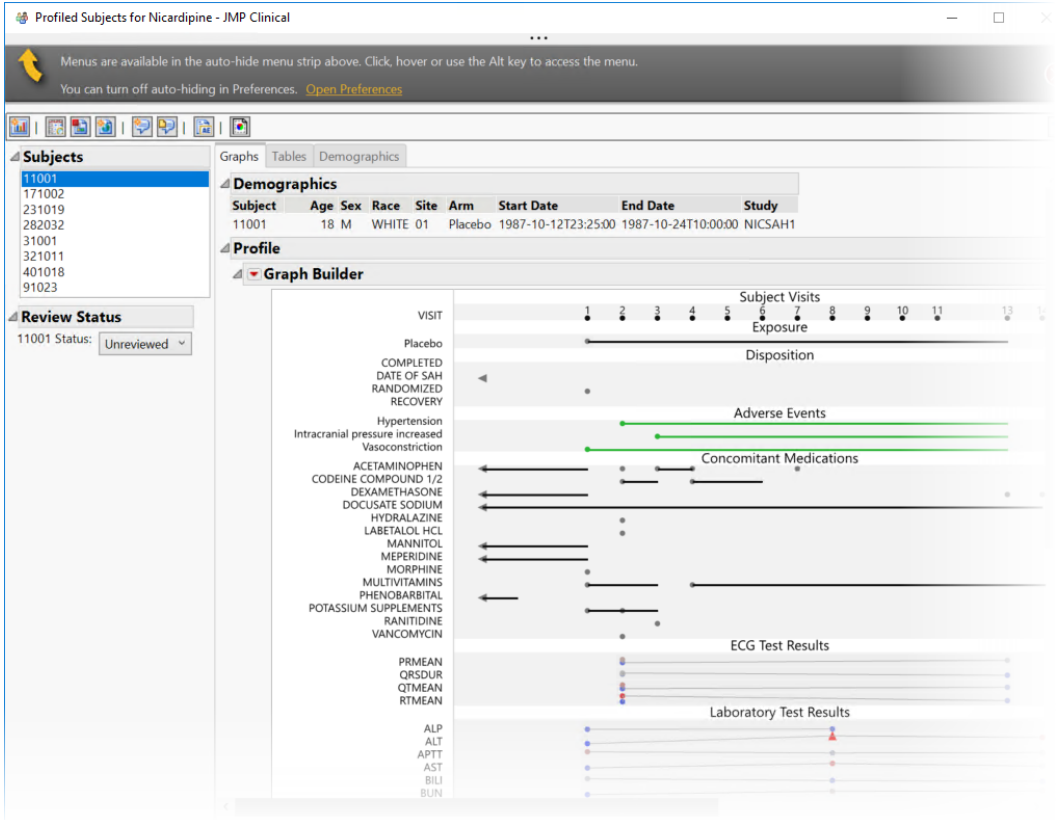 Profiled Subjects for Nicardipine - JMP Clinical
Menus are available in the auto-hide menu strip above. Click, hover or use the Alt key to access the menu.
You can turn off auto-hiding in Preferences. Open Preferences
Subjects
11001
171002
231019
282032
31001
321011
401018
91023
Review Status
11001 Status: Unreviewed
Graphs Tables Demographics
Demographics
Subject Age Sex Race Site Arm Start Date End Date Study
11001 18 M WHITE 01 Placebo 1987-10-12T23:25:00 1987-10-24T10:00:00 NICSAH1
Profile
Graph Builder
Subject Visits
VISIT 1 2 3 4 5 6 7 8 9 10 11 13
Exposure
Placebo
Disposition
COMPLETED
DATE OF SAH
RANDOMIZED
RECOVERY
Adverse Events
Hypertension
Intracranial pressure increased
Vasoconstriction
Concomitant Medications
ACETAMINOPHEN
CODEINE COMPOUND 1/2
DEXAMETHASONE
DOCUSATE SODIUM
HYDRALAZINE
LABETALOL HCL
MANNITOL
MEPERIDINE
MORPHINE
MULTIVITAMINS
PHENOBARBITAL
POTASSIUM SUPPLEMENTS
RANITIDINE
VANCOMYCIN
ECG Test Results
PRMEAN
QRSDUR
QTMEAN
RTMEAN
Laboratory Test Results
ALP
ALT
APTT
AST
BILI
BUN